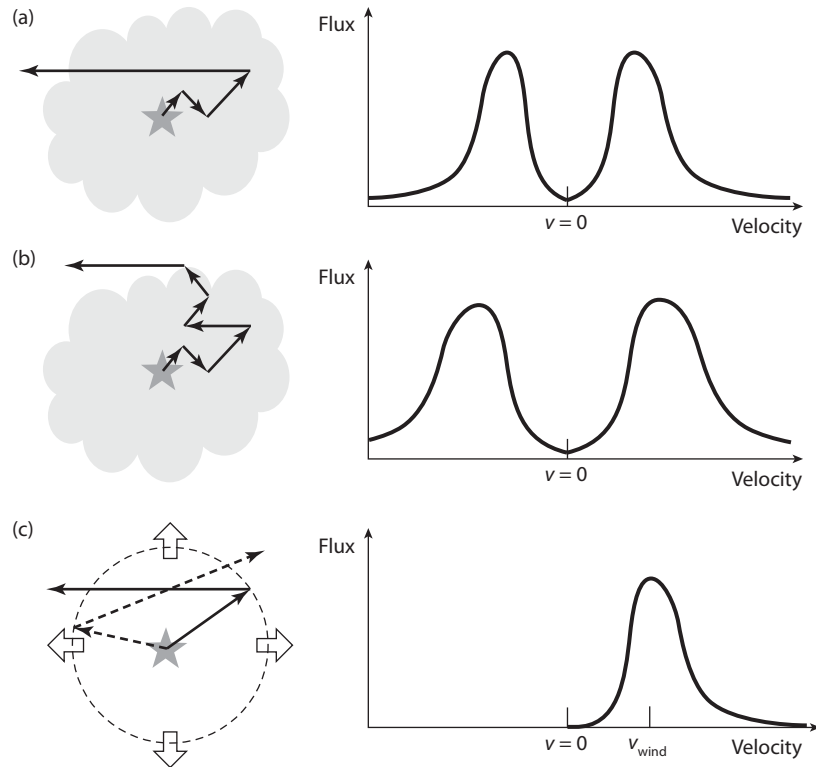 (a)
Flux
v = 0
Velocity
(b)
Flux
v = 0
Velocity
(c)
Flux
v = 0
vwind
Velocity